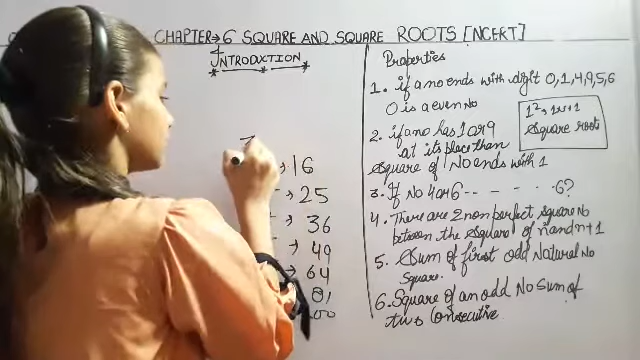 CHAPTER→6 SQUARE AND SQUARE ROOTS [NCERT]
INTRODUCTION
→ 16
→ 25
→ 36
→ 49
→ 64
81
00
Properties
1. if a no ends with digit 0,1,4,9,5,6
0 is a even No
1²,
Square root
2. if a no has 1 or 9
at its place than
square of 1 No ends with 1
3. If No 4 or 6 -- - - - .6?
4. There are 2 non perfect square No
between the square of n and n+1
5. Sum of first odd Natural No
Square.
6. Square of an odd No sum of
two Consecutive